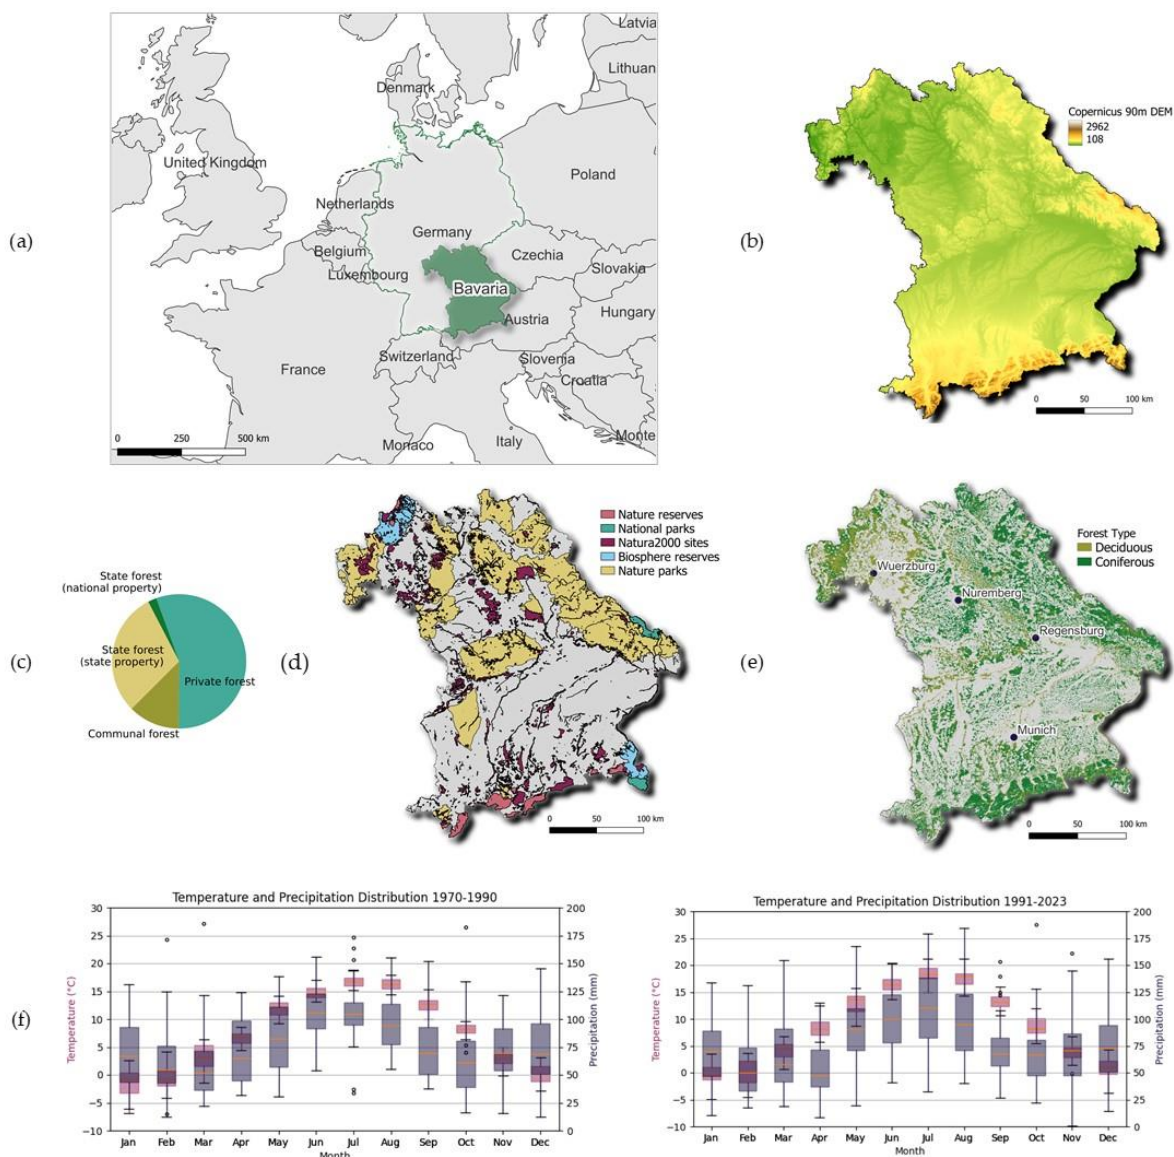 (a)
Latvia
Lithuan
Denmark
United Kingdom
Poland
Netherlands
Germany
Belgium
Czechia
Luxembourg
Slovakia
Bavaria
Hungary
Austria
Switzerland
Slovenia
France
Croatia
Monaco
Italy
Monte
0 250 500 km
(b)
Copernicus 90m DEM
2962
108
0 50 100 km
(c)
State forest
(national property)
State forest
(state property)
Private forest
Communal forest
(d)
Nature reserves
National parks
Natura2000 sites
Biosphere reserves
Nature parks
0 50 100 km
(e)
Forest Type
Deciduous
Coniferous
Wuerzburg
Nuremberg
Regensburg
Munich
0 50 100 km
(f)
Temperature and Precipitation Distribution 1970-1990
Temperature (°C)
30
25
20
15
10
5
0
−5
−10
Precipitation (mm)
200
175
150
125
100
75
50
25
0
Jan Feb Mar Apr May Jun Jul Aug Sep Oct Nov Dec
Month
Temperature and Precipitation Distribution 1991-2023
Temperature (°C)
30
25
20
15
10
5
0
−5
−10
Precipitation (mm)
200
175
150
125
100
75
50
25
0
Jan Feb Mar Apr May Jun Jul Aug Sep Oct Nov Dec
Month